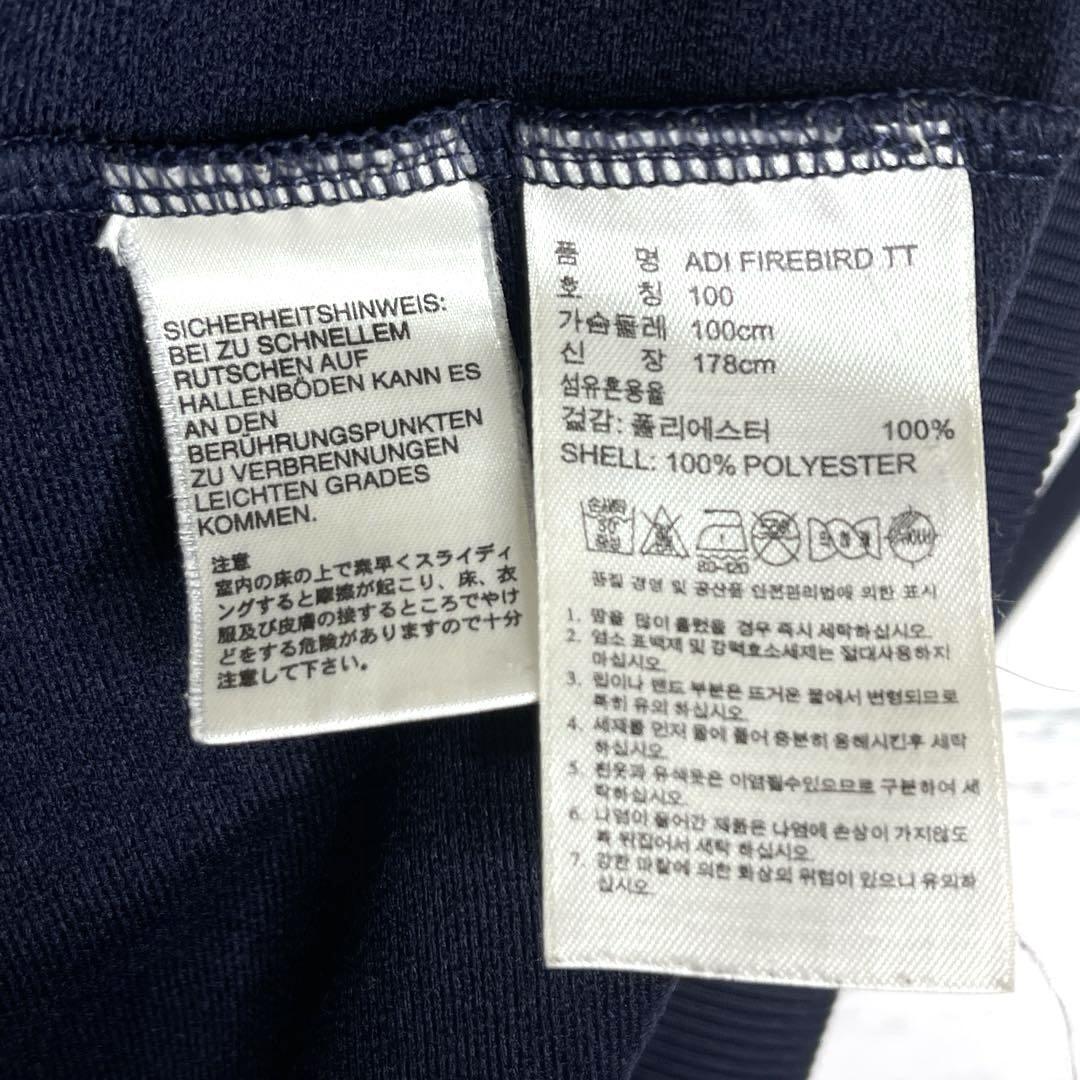 SICHERHEITSHINWEIS:
BEI ZU SCHNELLEM
RUTSCHEN AUF
HALLENBÖDEN KANN ES
AN DEN
BERÜHRUNGSPUNKTEN
ZU VERBRENNUNGEN
LEICHTEN GRADES
KOMMEN.
注意
室内の床の上で素早くスライディ
ングすると摩擦が起こり、床、衣
服及び皮膚の接するところでやけ
どをする危険がありますので十分
注意して下さい。
품 명 ADI FIREBIRD TT
호 칭 100
가슴둘레 100cm
신 장 178cm
섬유혼용율
겉감: 폴리에스터 100%
SHELL: 100% POLYESTER
손세탁
30
중성
1
80-120
품질 경영 및 공산품 안전관리법에 의한 표시
1. 땀을 많이 흘렸을 경우 즉시 세탁하십시오.
2. 염소 표백제 및 강력효소세제는 절대사용하지
마십시오.
3. 립이나 밴드 부분은 뜨거운 물에서 변형되므로
특히 유의 하십시오.
4. 세제를 먼저 물에 풀어 충분히 용해시킨후 세탁
하십시오.
5. 흰옷과 유색옷은 이염될수있으므로 구분하여 세
탁하십시오.
6. 나염이 들어간 제품은 나염에 손상이 가지않도
록 뒤집어서 세탁 하십시오.
7. 강한 마찰에 의한 화상의 위험이 있으니 유의하
십시오.